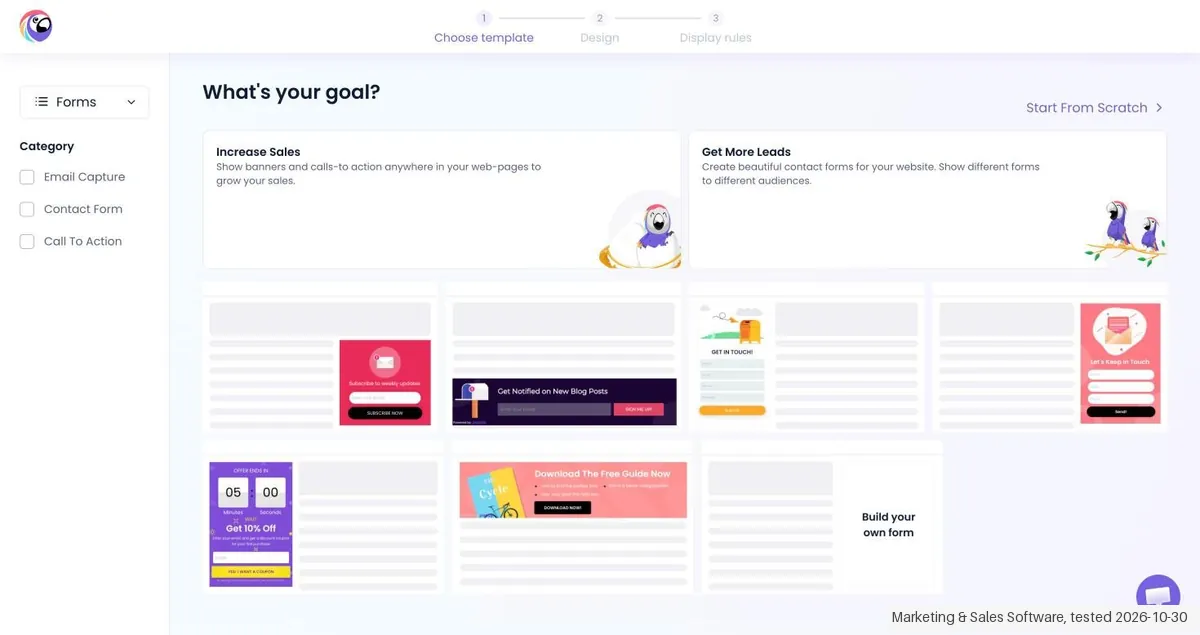 1
2
3
Choose template
Design
Display rules
Forms
Category
Email Capture
Contact Form
Call To Action
What's your goal?
Start From Scratch
Increase Sales
Show banners and calls-to action anywhere in your web-pages to
grow your sales.
Get More Leads
Create beautiful contact forms for your website. Show different forms
to different audiences.
Subscribe to weekly updates
SUBSCRIBE NOW
Get Notified on New Blog Posts
SIGN ME UP!
Powered by
GET IN TOUCH!
Let's Keep in Touch
Send!
OFFER ENDS IN
05 : 00
Minutes Seconds
WAIT!
Get 10% Off
YES I WANT A COUPON
The Cycle
Download The Free Guide Now
DOWNLOAD NOW!
Build your
own form
Marketing & Sales Software, tested 2026-10-30